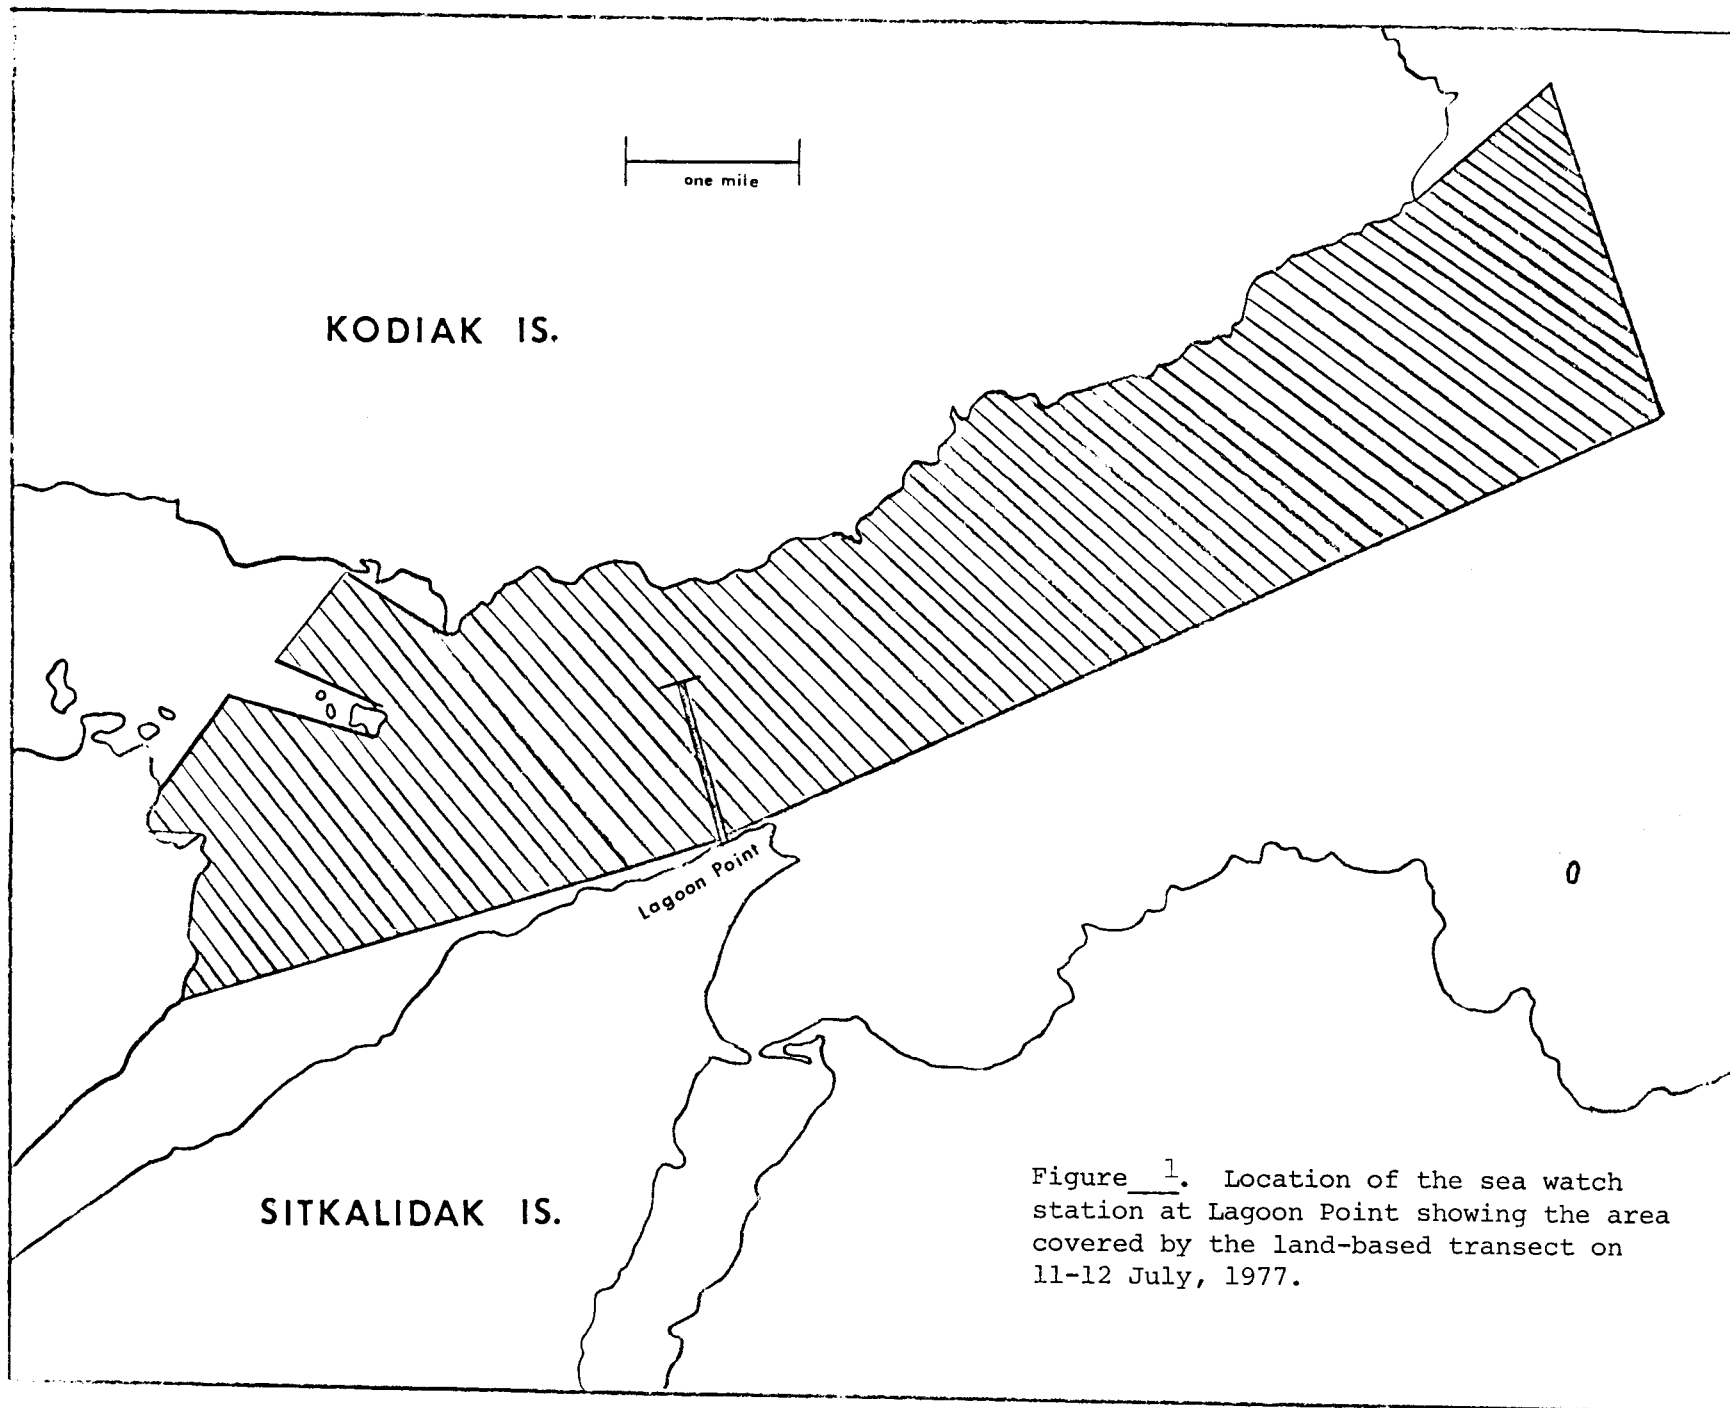 one mile
KODIAK IS.
Lagoon Point
SITKALIDAK IS.
Figure 1. Location of the sea watch
station at Lagoon Point showing the area
covered by the land-based transect on
11-12 July, 1977.